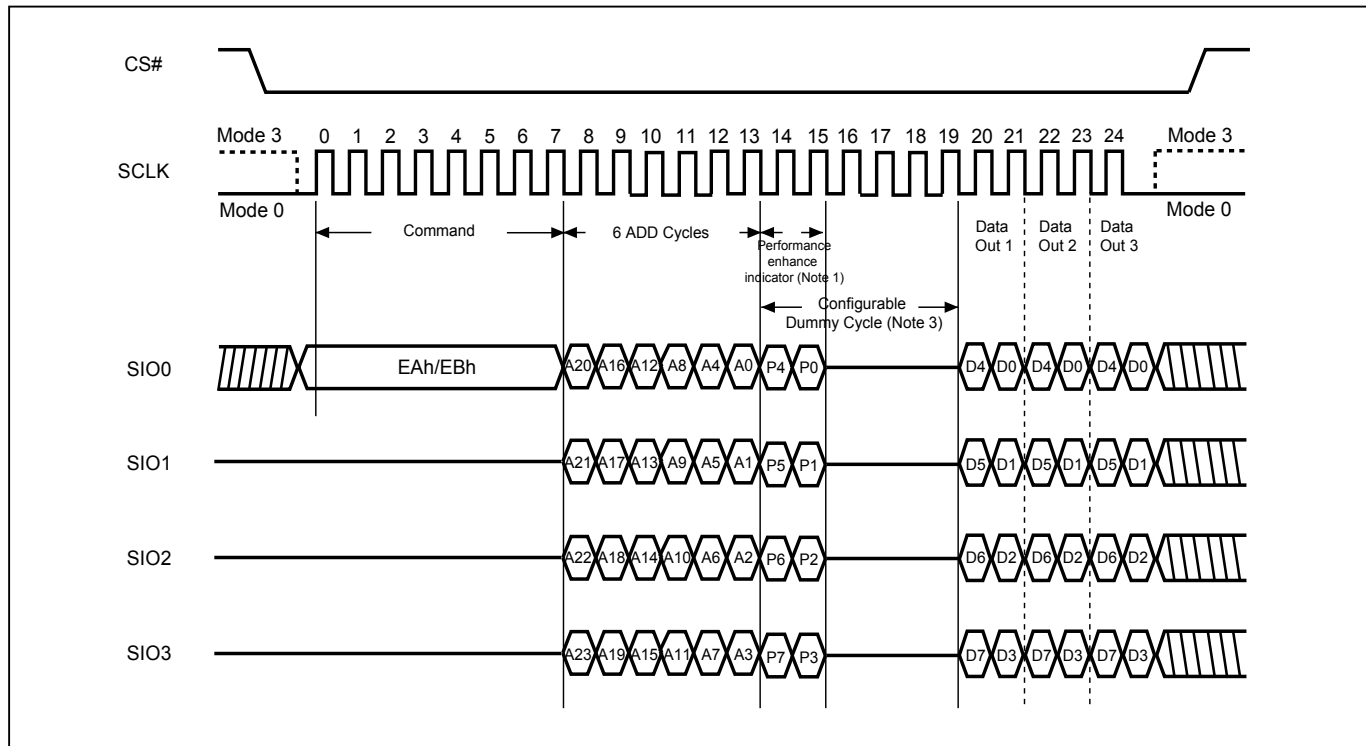 CS#
Mode 3 0 1 2 3 4 5 6 7 8 9 10 11 12 13 14 15 16 17 18 19 20 21 22 23 24 Mode 3
SCLK
Mode 0 Mode 0
Command 6 ADD Cycles Performance enhance indicator (Note 1) Data Out 1 Data Out 2 Data Out 3
Configurable
Dummy Cycle (Note 3)
SIO0 EAh/EBh A20 A16 A12 A8 A4 A0 P4 P0 D4 D0 D4 D0 D4 D0
SIO1 A21 A17 A13 A9 A5 A1 P5 P1 D5 D1 D5 D1 D5 D1
SIO2 A22 A18 A14 A10 A6 A2 P6 P2 D6 D2 D6 D2 D6 D2
SIO3 A23 A19 A15 A11 A7 A3 P7 P3 D7 D3 D7 D3 D7 D3